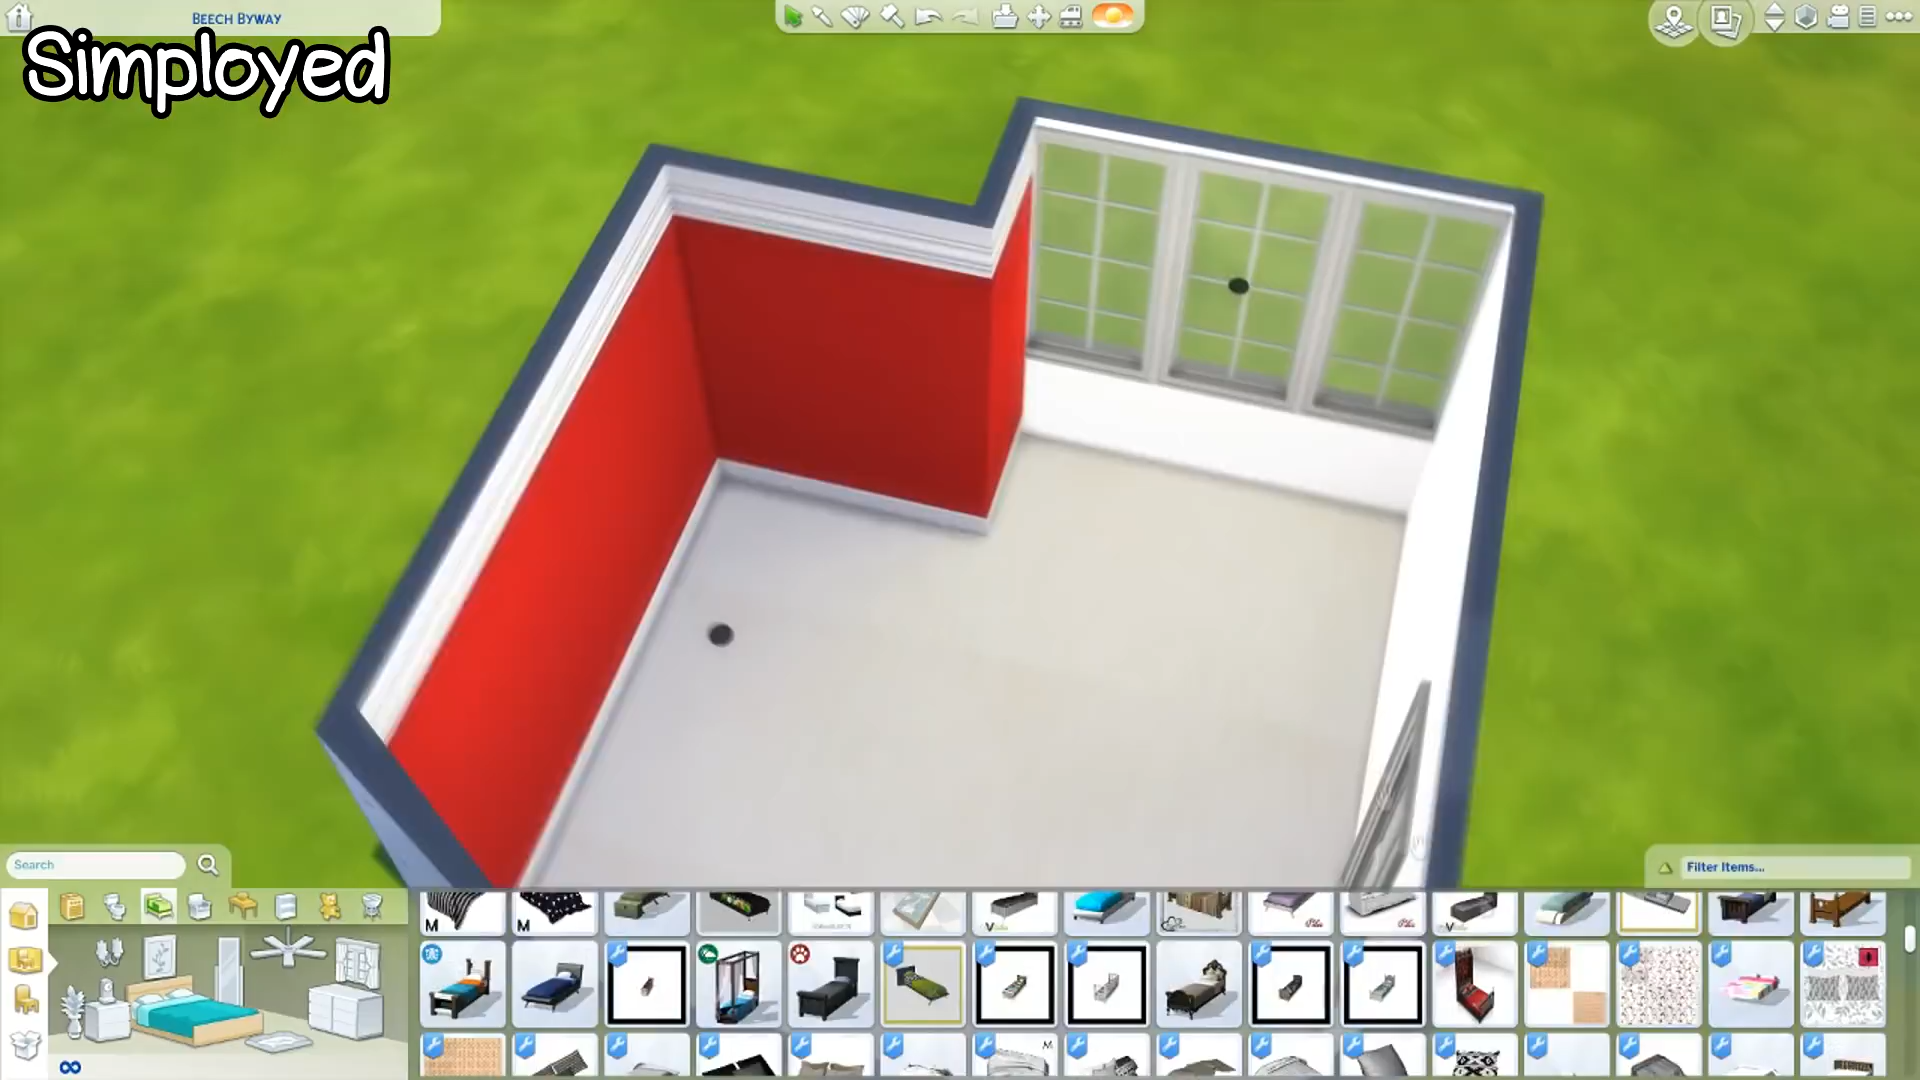 BEECH BYWAY
Simployed
Search
Filter Items...
M
M
M